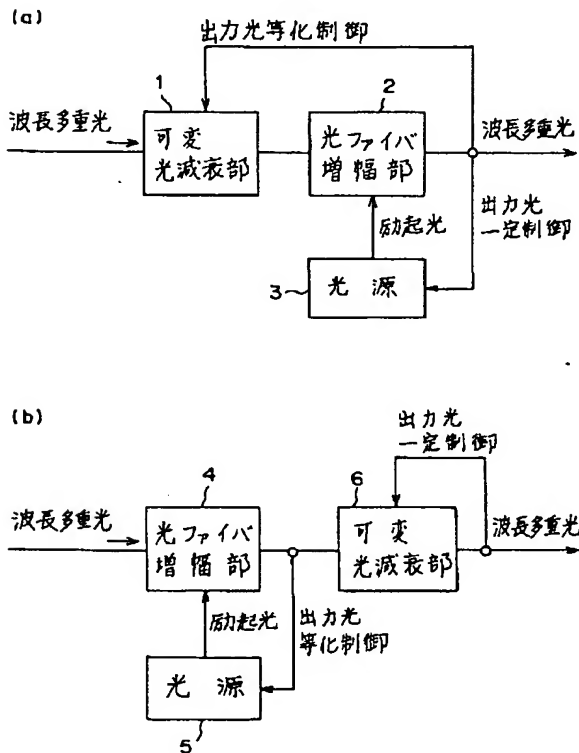 (a)
出力光等化制御
1
2
波長多重光
可変
光減衰部
光ファイバ
増幅部
波長多重光
励起光
出力光
一定制御
3
光源
(b)
出力光
一定制御
4
6
波長多重光
光ファイバ
増幅部
可変
光減衰部
波長多重光
励起光
出力光
等化制御
光源
5